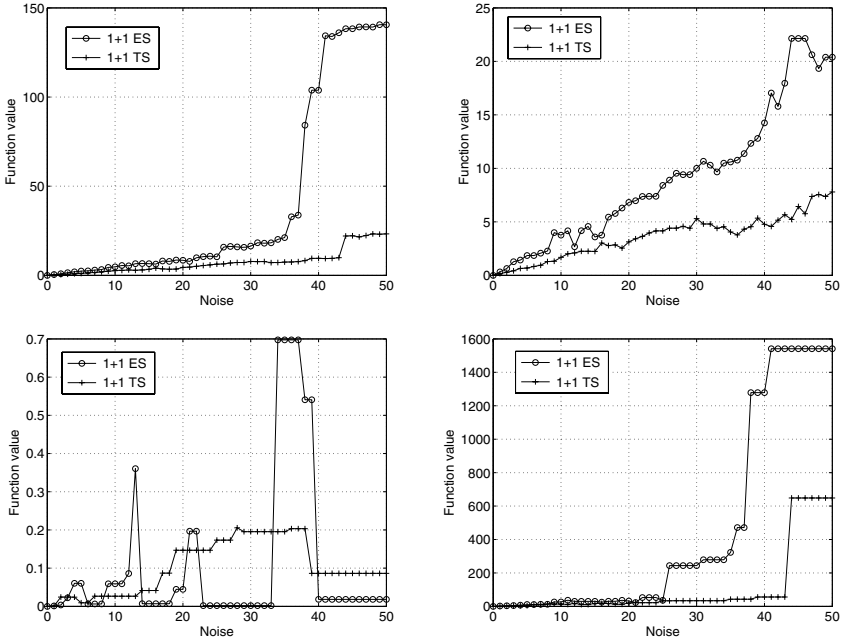 150
100
50
0
Function value
1+1 ES
1+1 TS
0 10 20 30 40 50
Noise
25
20
15
10
5
0
Function value
1+1 ES
1+1 TS
0 10 20 30 40 50
Noise
0.7
0.6
0.5
0.4
0.3
0.2
0.1
0
Function value
1+1 ES
1+1 TS
0 10 20 30 40 50
Noise
1600
1400
1200
1000
800
600
400
200
0
Function value
1+1 ES
1+1 TS
0 10 20 30 40 50
Noise